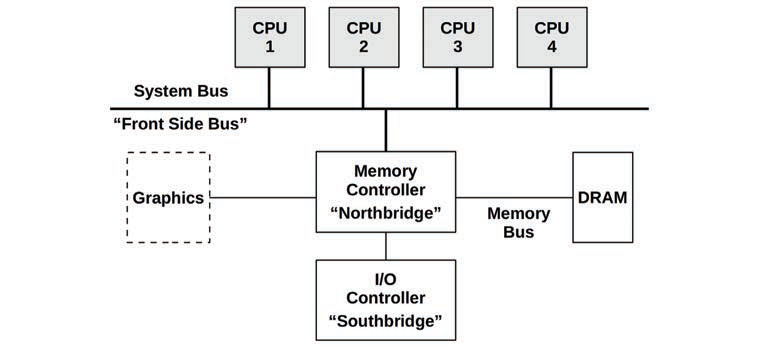 CPU
1
CPU
2
CPU
3
CPU
4
System Bus
“Front Side Bus”
Graphics
Memory
Controller
“Northbridge”
Memory
Bus
DRAM
I/O
Controller
“Southbridge”